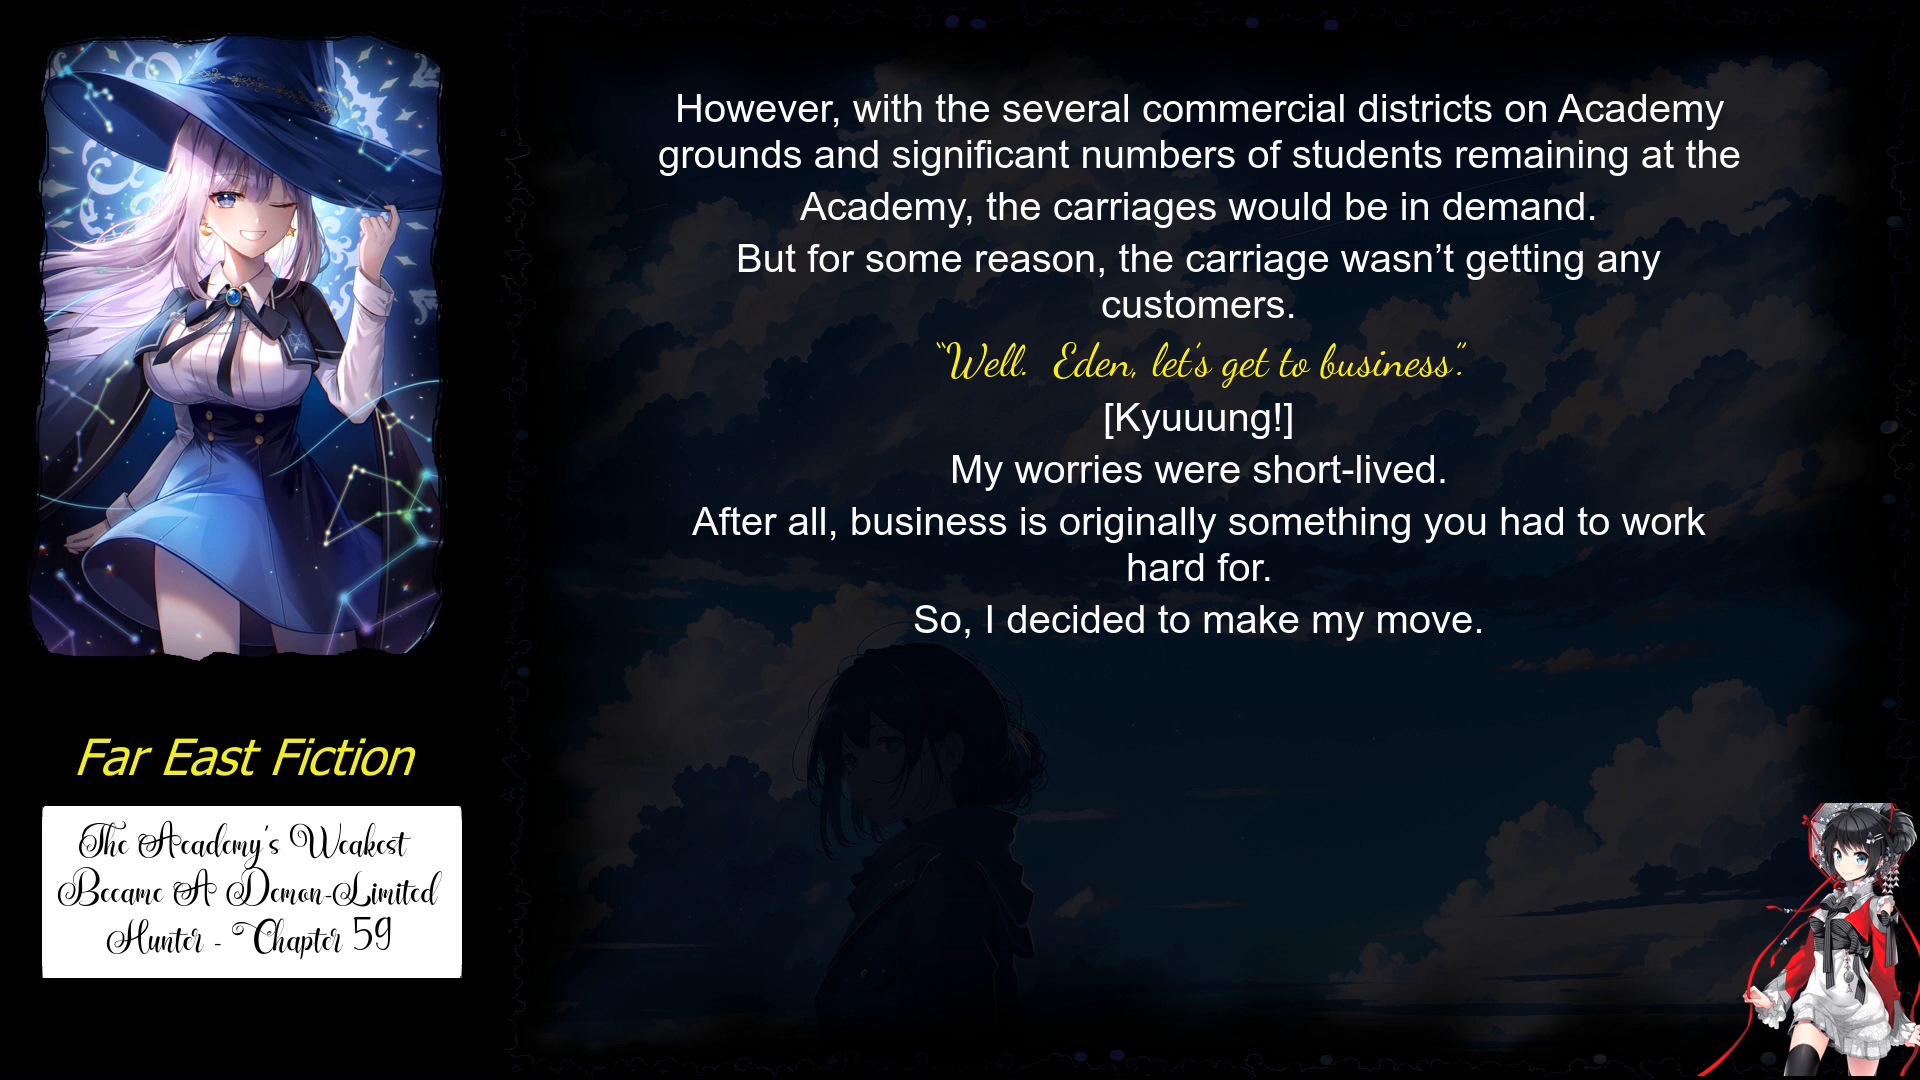 However, with the several commercial districts on Academy
grounds and significant numbers of students remaining at the
Academy, the carriages would be in demand.
But for some reason, the carriage wasn’t getting any
customers.
“Well.  Eden, let’s get to business”.
[Kyuuung!]
My worries were short-lived.
After all, business is originally something you had to work
hard for.
So, I decided to make my move.
Far East Fiction
The Academy's Weakest
Became A Demon-Limited
Hunter - Chapter 59